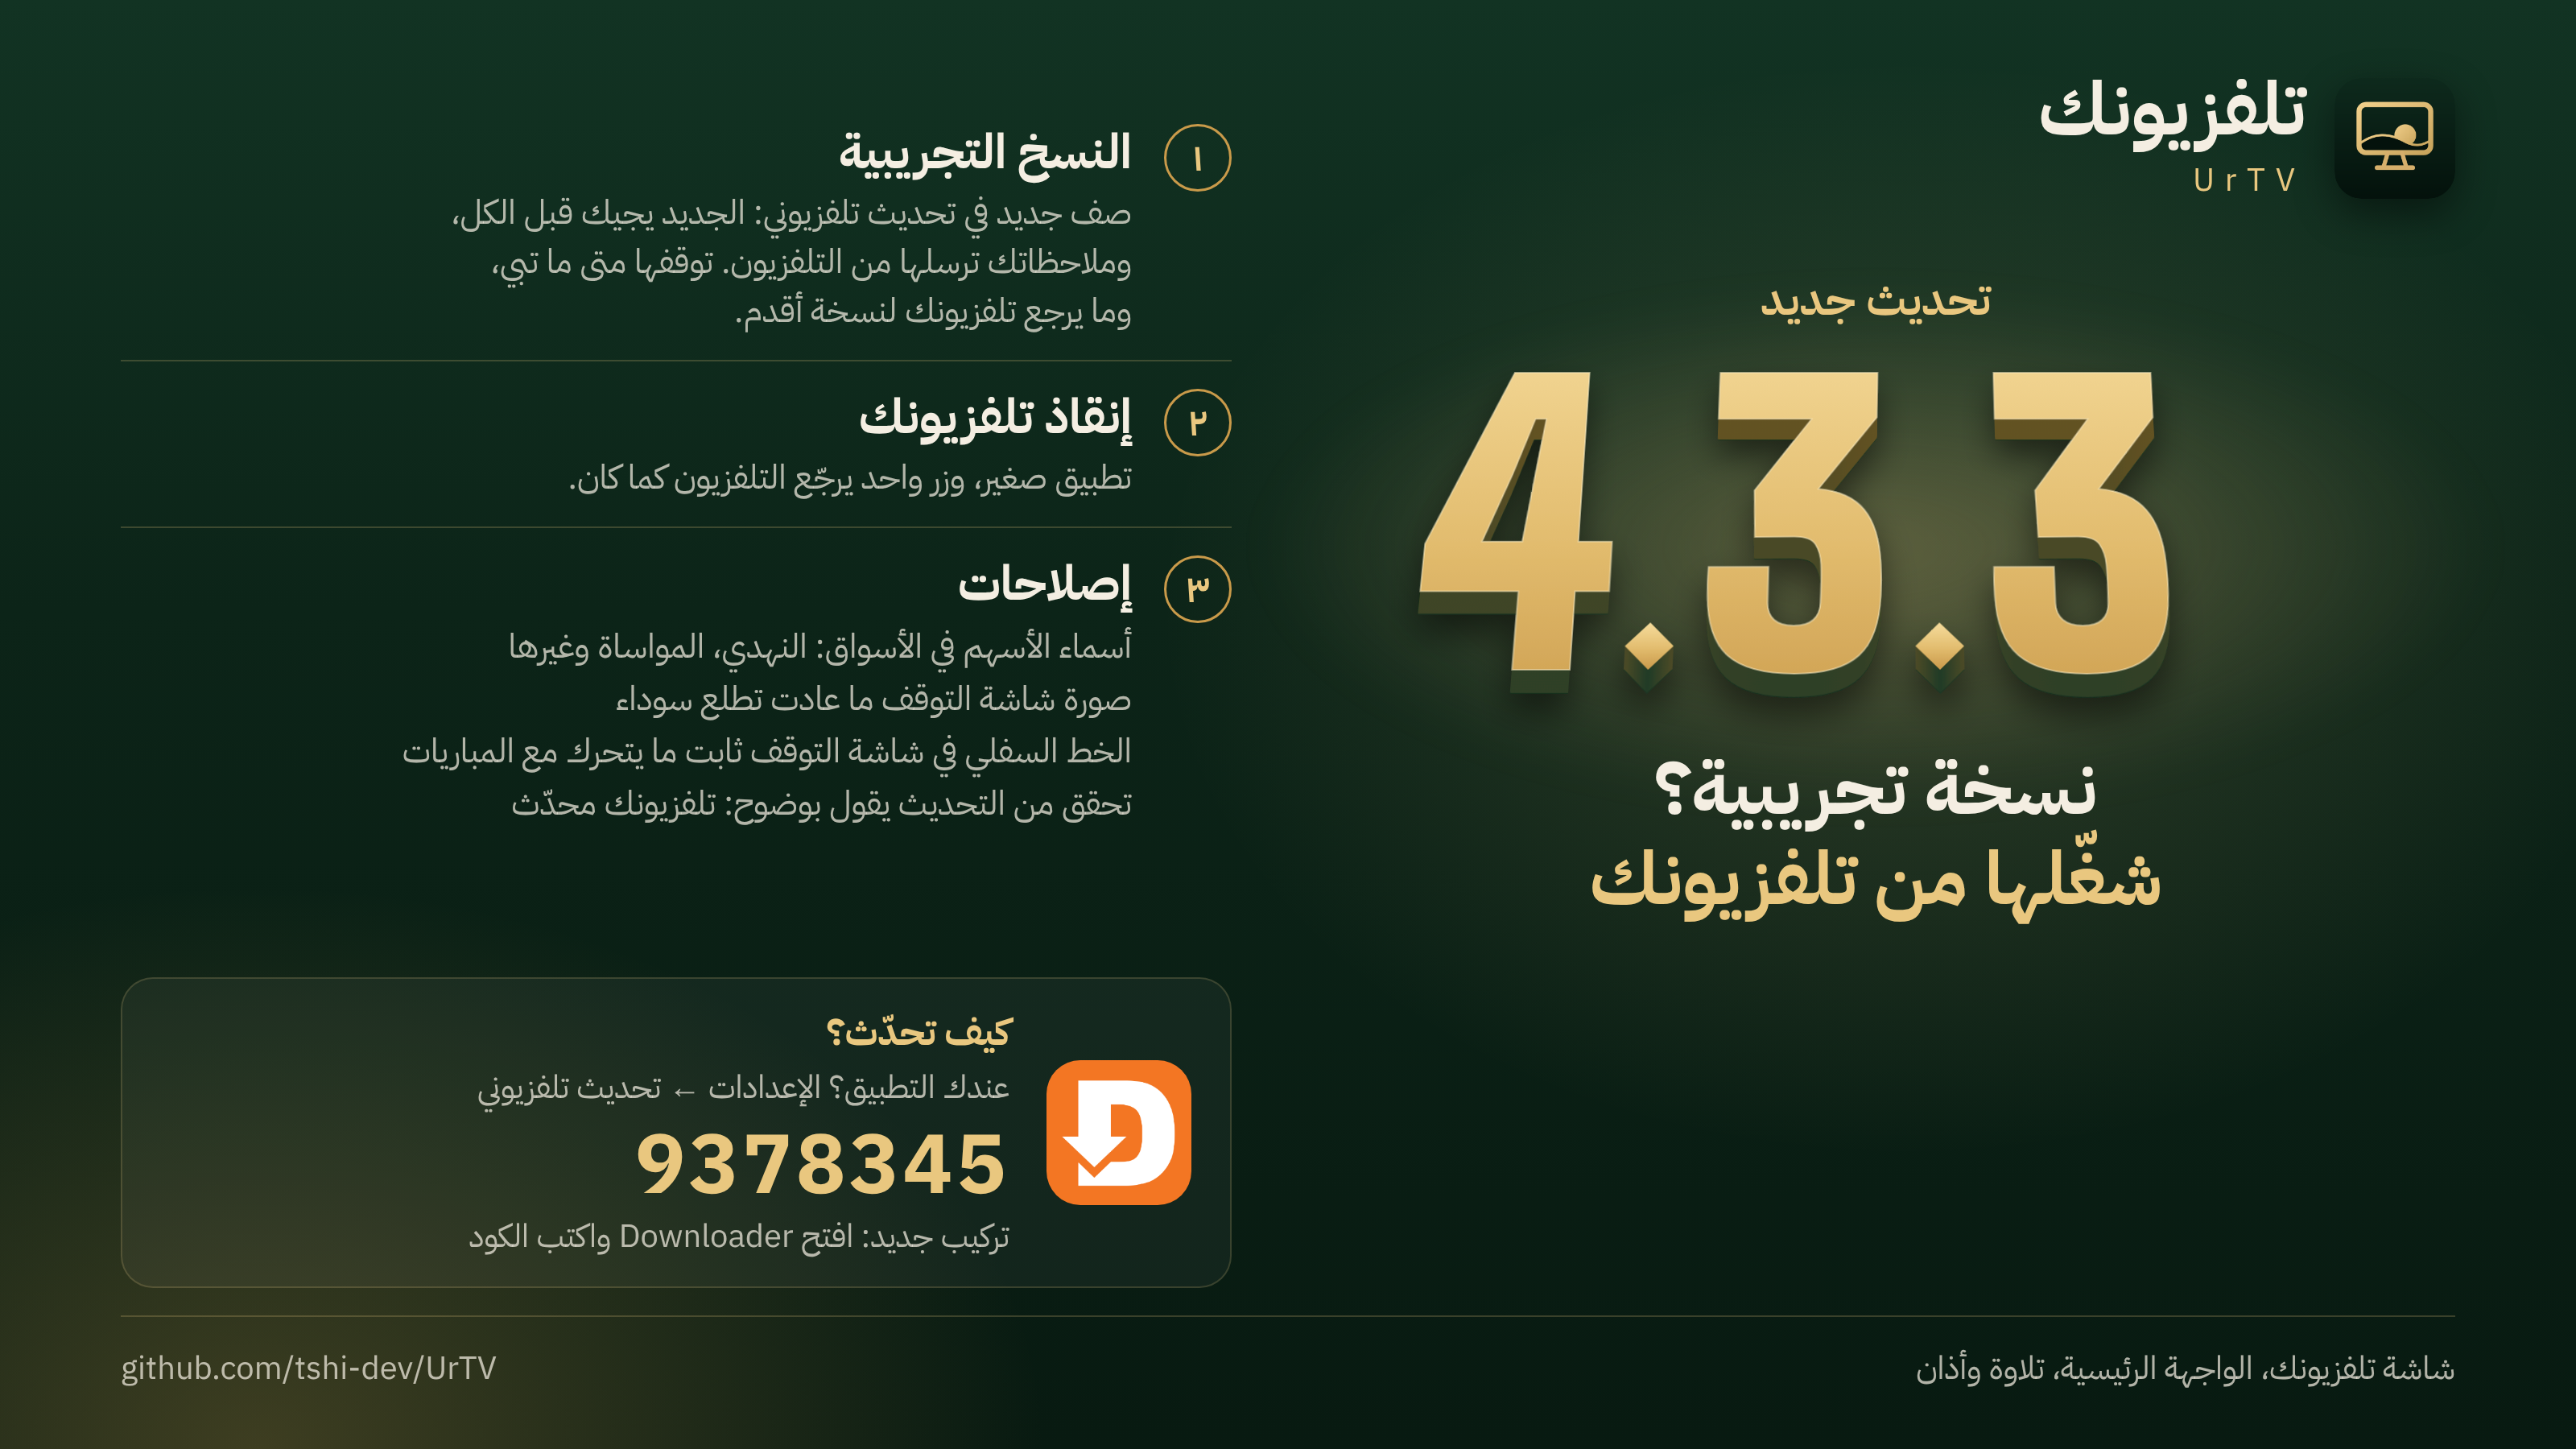 تلفزيونك
UrTV
تحديث جديد
4.3.3
نسخة تجريبية؟
شغّلها من تلفزيونك
١
النسخ التجريبية
صف جديد في تحديث تلفزيوني: الجديد يجيك قبل الكل،
وملاحظاتك ترسلها من التلفزيون. توقفها متى ما تبي،
وما يرجع تلفزيونك لنسخة أقدم.
٢
إنقاذ تلفزيونك
تطبيق صغير، وزر واحد يرجّع التلفزيون كما كان.
٣
إصلاحات
أسماء الأسهم في الأسواق: النهدي، المواساة وغيرها
صورة شاشة التوقف ما عادت تطلع سوداء
الخط السفلي في شاشة التوقف ثابت ما يتحرك مع المباريات
تحقق من التحديث يقول بوضوح: تلفزيونك محدّث
كيف تحدّث؟
عندك التطبيق؟ الإعدادات ← تحديث تلفزيوني
9378345
تركيب جديد: افتح Downloader واكتب الكود
شاشة تلفزيونك، الواجهة الرئيسية، تلاوة وأذان
github.com/tshi-dev/UrTV